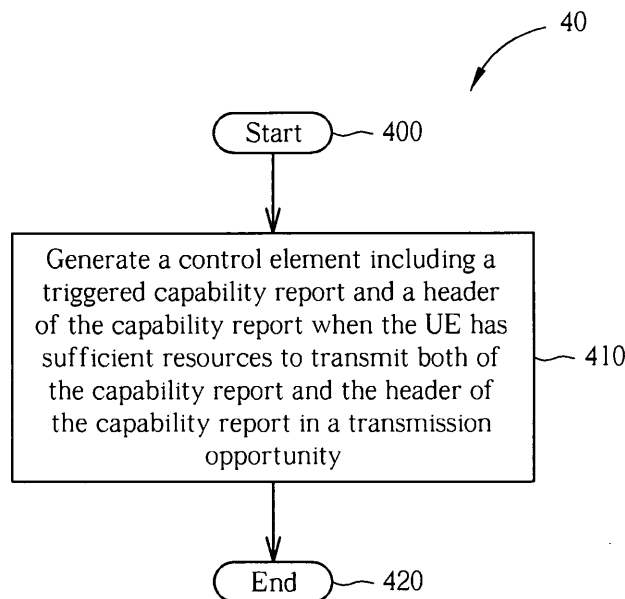 40
Start
400
Generate a control element including a
triggered capability report and a header
of the capability report when the UE has
sufficient resources to transmit both of
the capability report and the header of
the capability report in a transmission
opportunity
410
End
420